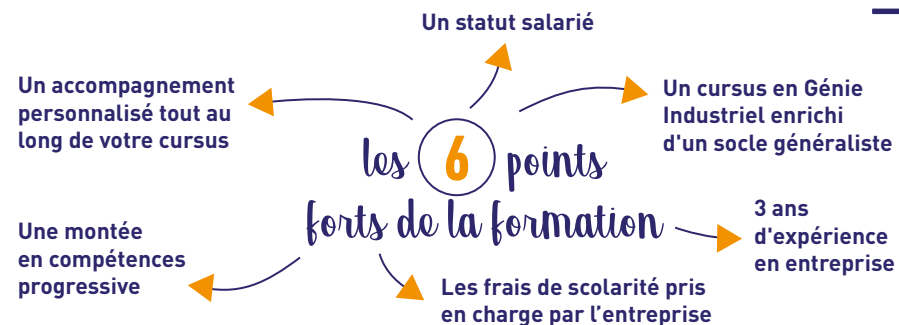 Un statut salarié
Un accompagnement
personnalisé tout au
long de votre cursus
Un cursus en Génie
Industriel enrichi
d'un socle généraliste
les 6 points
forts de la formation
3 ans
d'expérience
en entreprise
Une montée
en compétences
progressive
Les frais de scolarité pris
en charge par l'entreprise